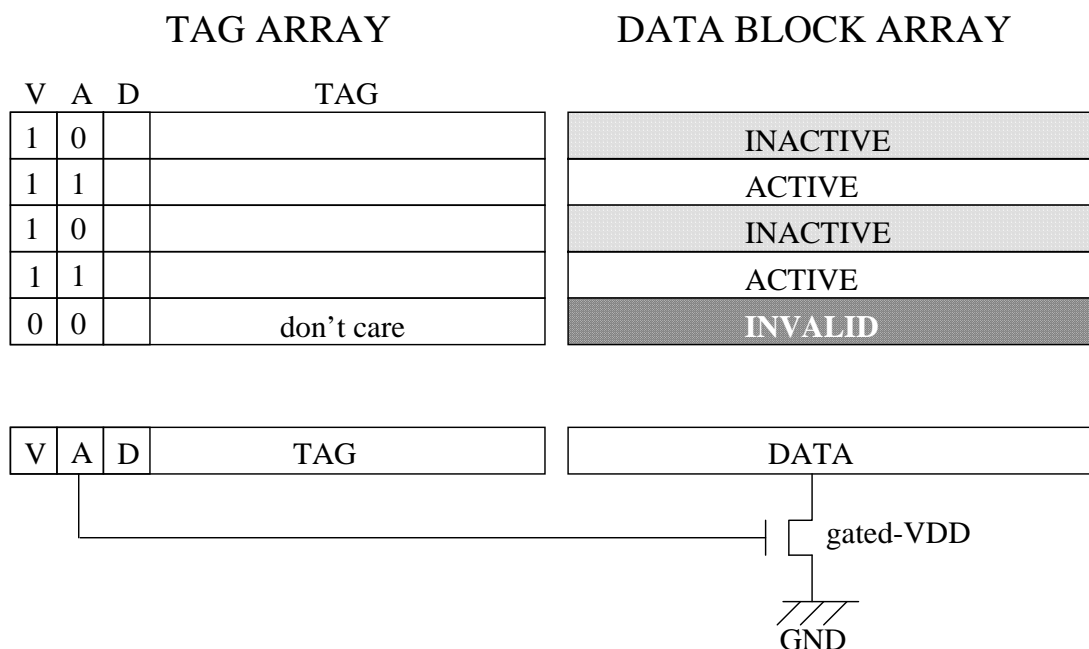 TAG ARRAY DATA BLOCK ARRAY
V A D TAG
1 0 INACTIVE
1 1 ACTIVE
1 0 INACTIVE
1 1 ACTIVE
0 0 don't care INVALID
V A D TAG DATA
gated-VDD
GND